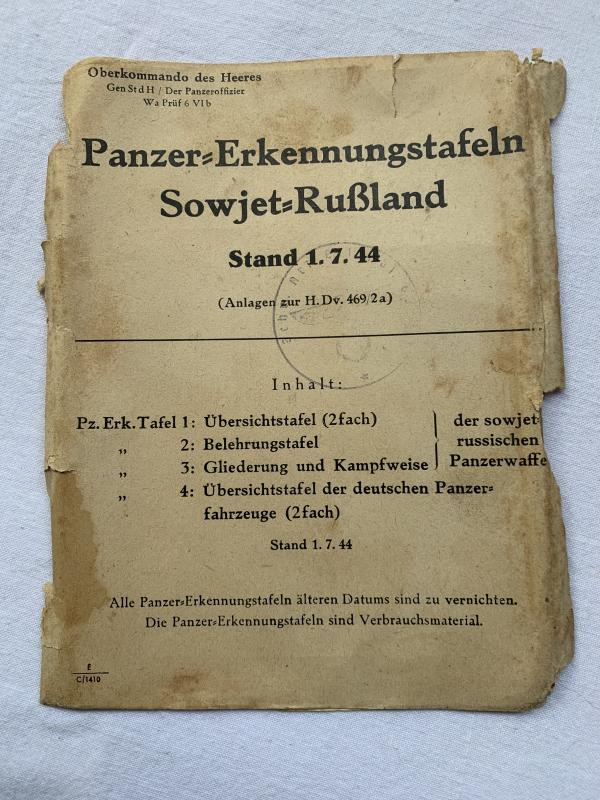 Oberkommando des Heeres
Gen St d H / Der Panzeroffizier
Wa Prüf 6 VI b
Panzer=Erkennungstafeln
Sowjet=Rußland
Stand 1. 7. 44
(Anlagen zur H. Dv. 469/2a)
Inhalt:
Pz. Erk. Tafel 1: Übersichtstafel (2fach) der sowjet-
„ 2: Belehrungstafel russischen
„ 3: Gliederung und Kampfweise Panzerwaffe
„ 4: Übersichtstafel der deutschen Panzer=
fahrzeuge (2fach)
Stand 1. 7. 44
Alle Panzer=Erkennungstafeln älteren Datums sind zu vernichten.
Die Panzer=Erkennungstafeln sind Verbrauchsmaterial.
E
C/1410